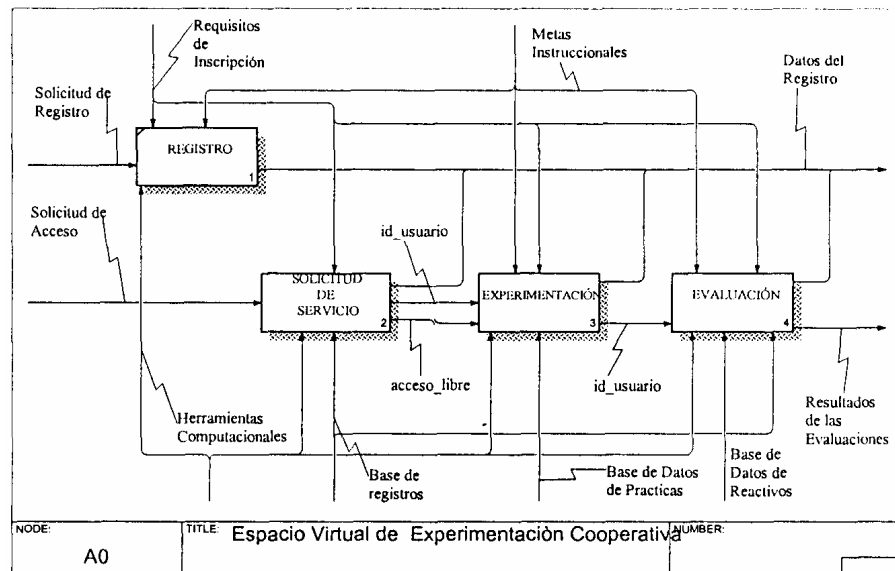 Requisitos
de
Inscripción
Metas
Instruccionales
Datos del
Registro
Solicitud de
Registro
REGISTRO
1
Solicitud de
Acceso
id_usuario
SOLICITUD
DE
SERVICIO
2
EXPERIMENTACIÓN
3
EVALUACIÓN
4
acceso_libre
id_usuario
Herramientas
Computacionales
Base de
registros
Base de Datos
de Practicas
Base de
Datos de
Reactivos
Resultados
de las
Evaluaciones
NODE:
A0
TITLE: Espacio Virtual de Experimentación Cooperativa
NUMBER: